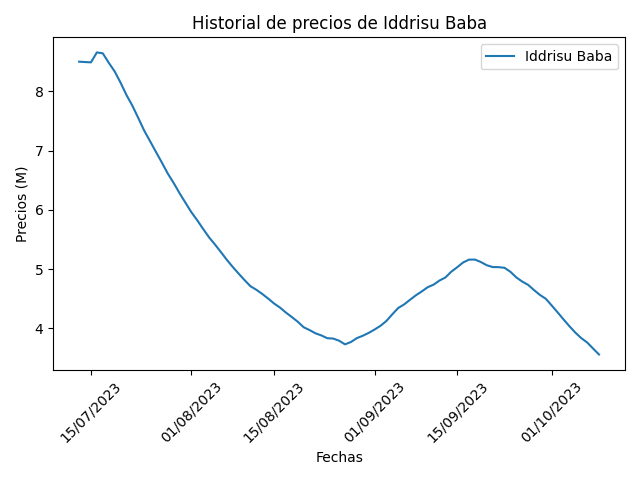 Historial de precios de Iddrisu Baba
Iddrisu Baba
Precios (M)
8
7
6
5
4
15/07/2023
01/08/2023
15/08/2023
01/09/2023
15/09/2023
01/10/2023
Fechas